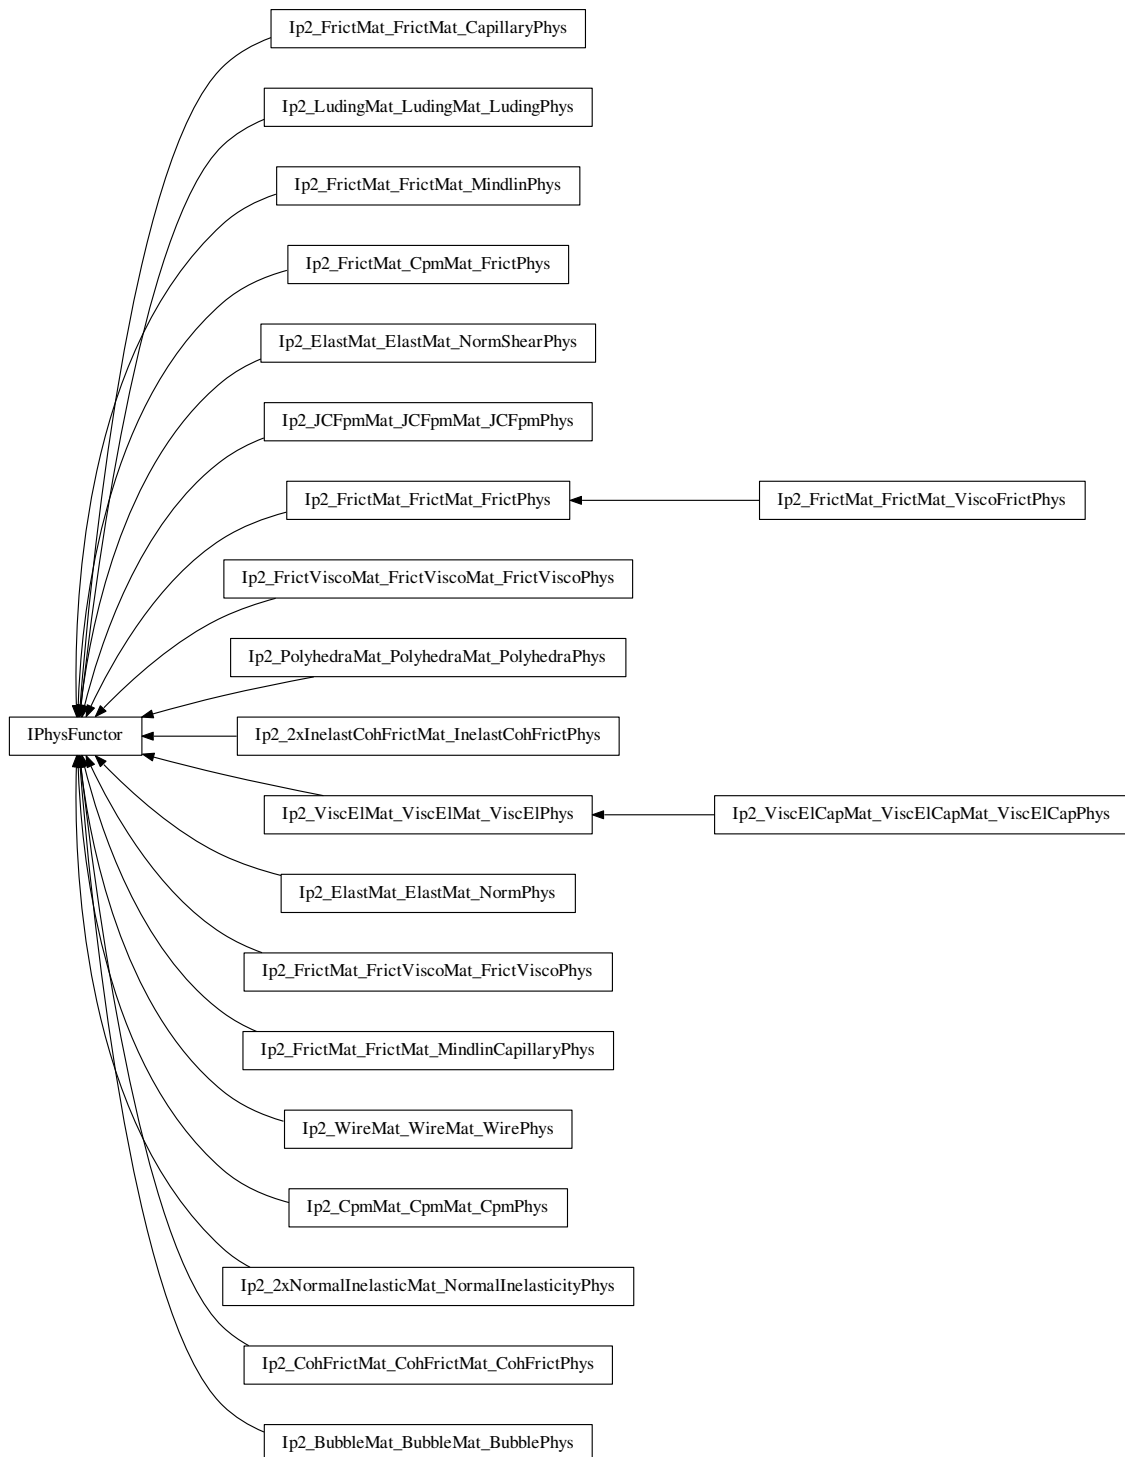 Ip2_FrictMat_FrictMat_CapillaryPhys
Ip2_LudingMat_LudingMat_LudingPhys
Ip2_FrictMat_FrictMat_MindlinPhys
Ip2_FrictMat_CpmMat_FrictPhys
Ip2_ElastMat_ElastMat_NormShearPhys
Ip2_JCFpmMat_JCFpmMat_JCFpmPhys
Ip2_FrictMat_FrictMat_FrictPhys
Ip2_FrictMat_FrictMat_ViscoFrictPhys
Ip2_FrictViscoMat_FrictViscoMat_FrictViscoPhys
Ip2_PolyhedraMat_PolyhedraMat_PolyhedraPhys
IPhysFunctor
Ip2_2xInelastCohFrictMat_InelastCohFrictPhys
Ip2_ViscElMat_ViscElMat_ViscElPhys
Ip2_ViscElCapMat_ViscElCapMat_ViscElCapPhys
Ip2_ElastMat_ElastMat_NormPhys
Ip2_FrictMat_FrictViscoMat_FrictViscoPhys
Ip2_FrictMat_FrictMat_MindlinCapillaryPhys
Ip2_WireMat_WireMat_WirePhys
Ip2_CpmMat_CpmMat_CpmPhys
Ip2_2xNormalInelasticMat_NormalInelasticityPhys
Ip2_CohFrictMat_CohFrictMat_CohFrictPhys
Ip2_BubbleMat_BubbleMat_BubblePhys